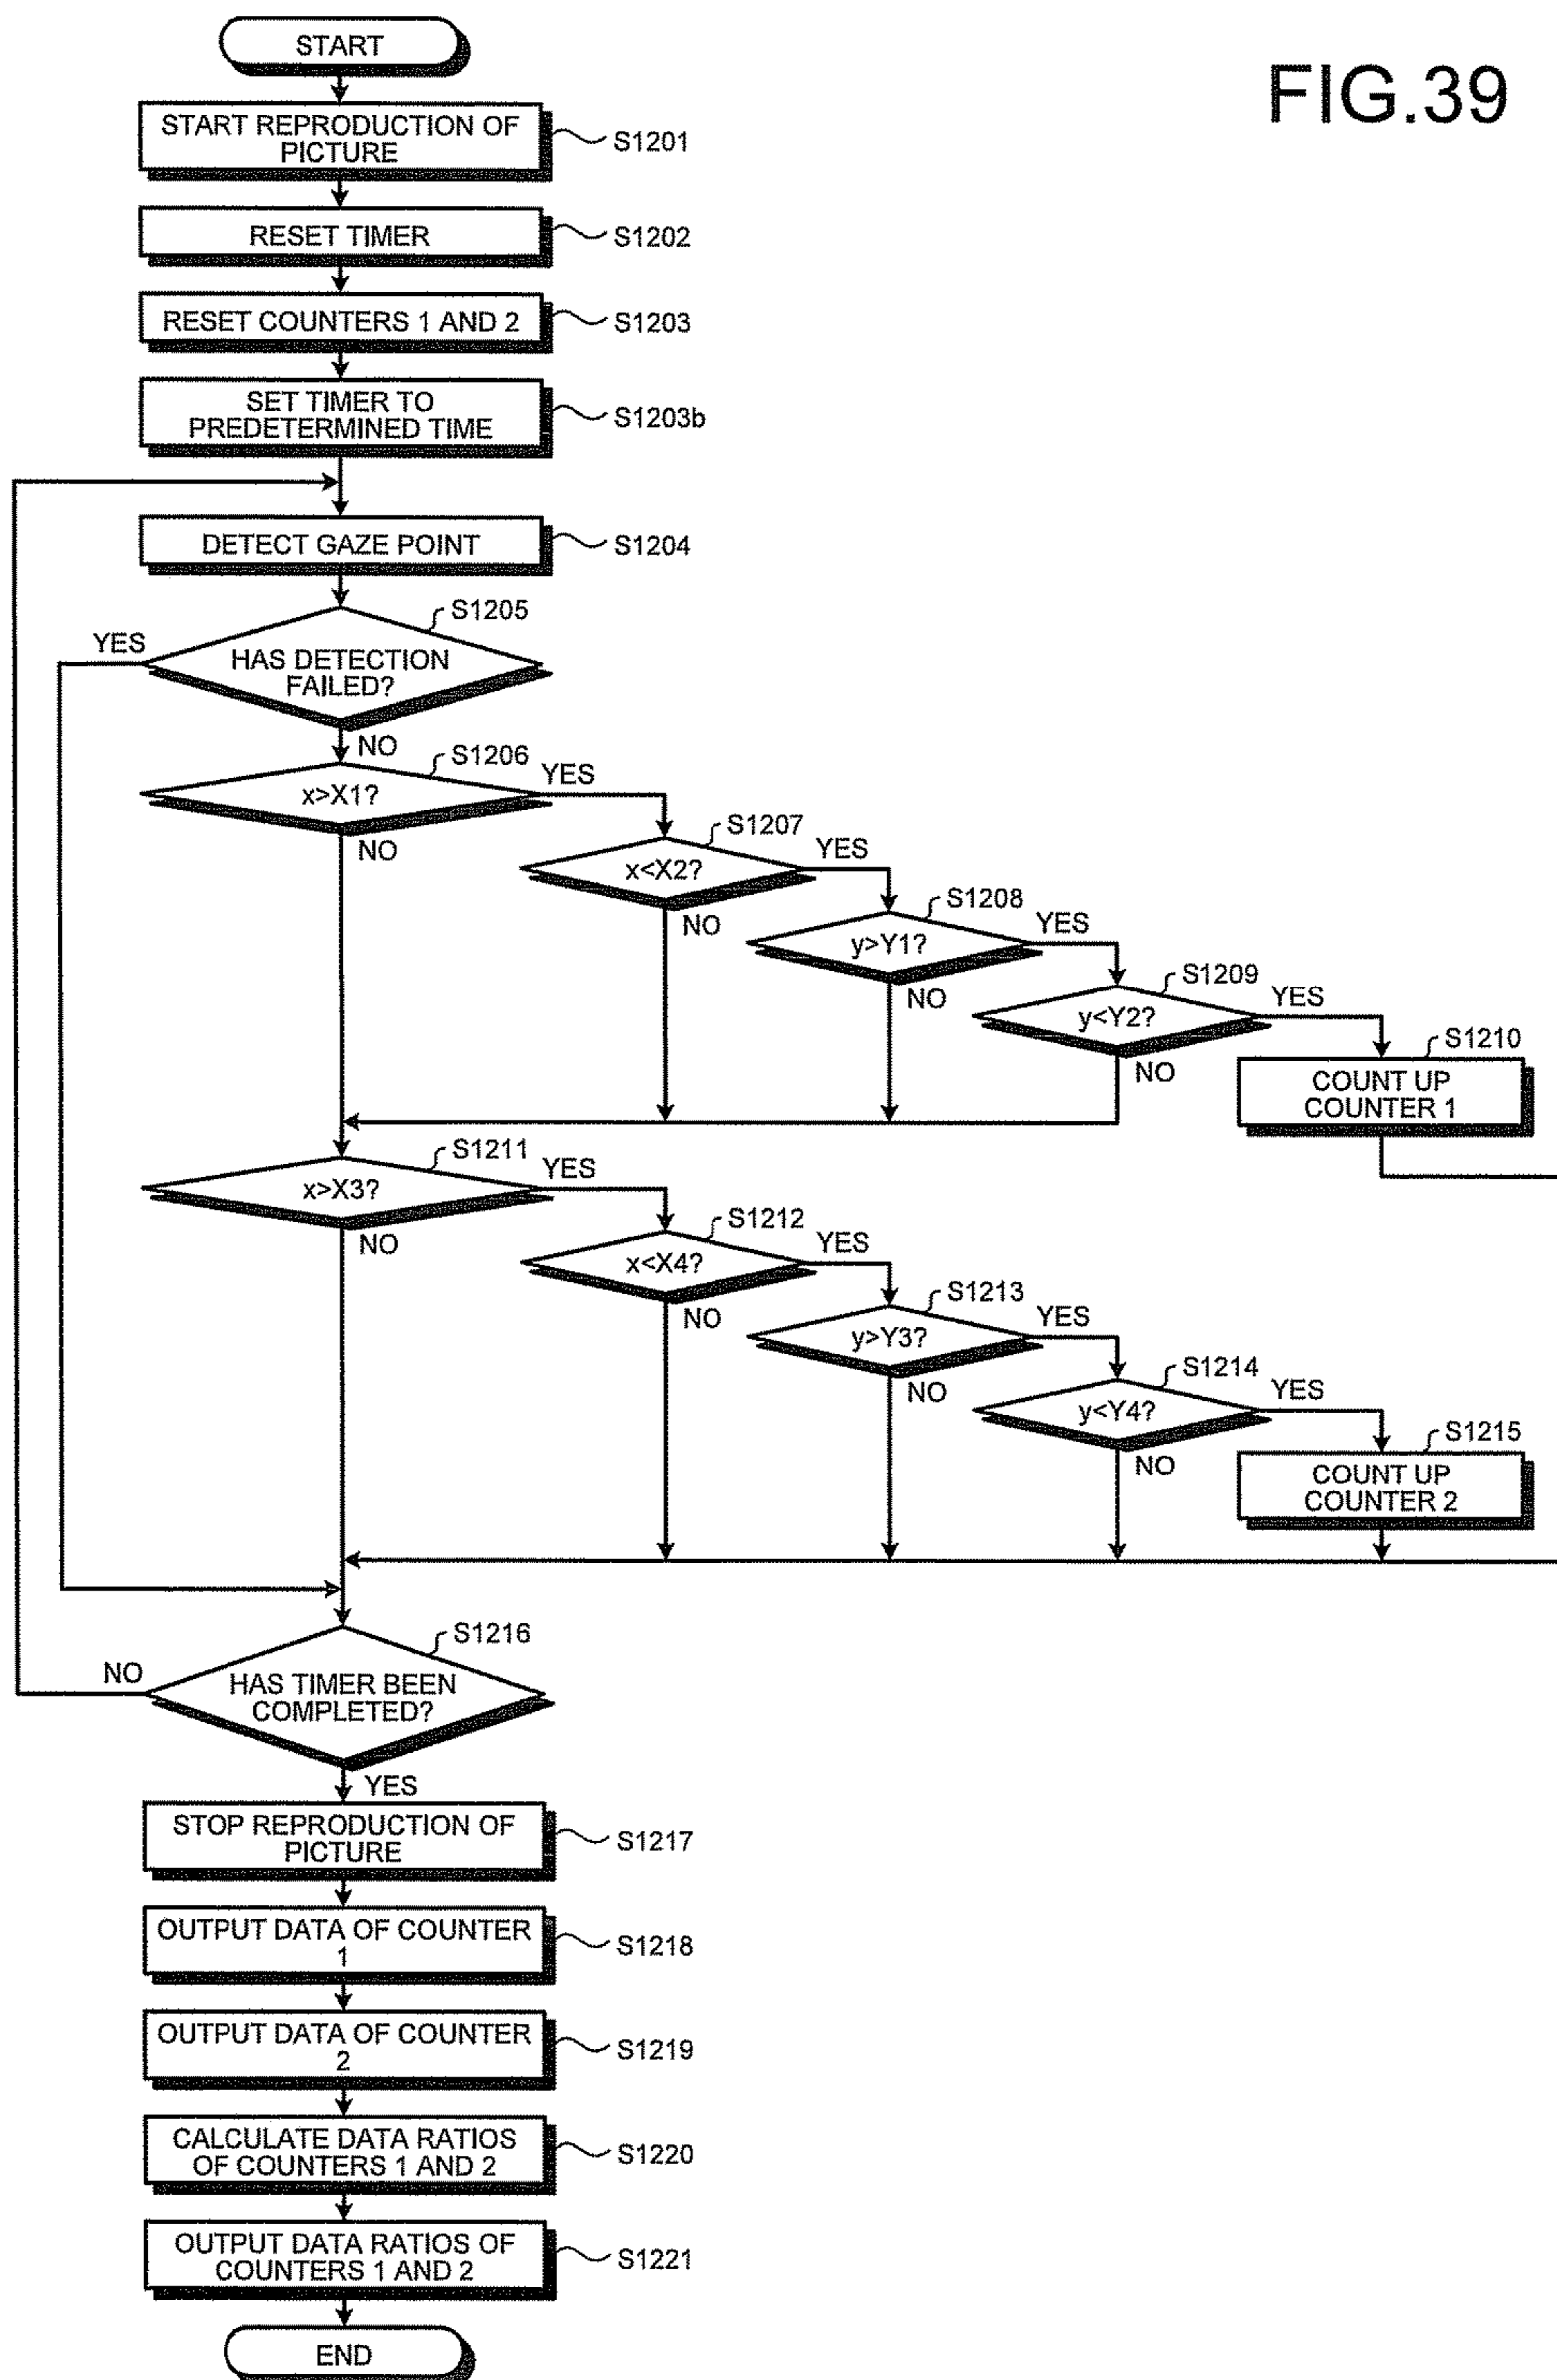 FIG.39
START
START REPRODUCTION OF
PICTURE
S1201
RESET TIMER
S1202
RESET COUNTERS 1 AND 2
S1203
SET TIMER TO
PREDETERMINED TIME
S1203b
DETECT GAZE POINT
S1204
S1205
YES
HAS DETECTION
FAILED?
NO
S1206
x>X1?
YES
NO
S1207
x<X2?
YES
NO
S1208
y>Y1?
YES
NO
S1209
y<Y2?
YES
NO
S1210
COUNT UP
COUNTER 1
S1211
x>X3?
YES
NO
S1212
x<X4?
YES
NO
S1213
y>Y3?
YES
NO
S1214
y<Y4?
YES
NO
S1215
COUNT UP
COUNTER 2
S1216
NO
HAS TIMER BEEN
COMPLETED?
YES
STOP REPRODUCTION OF
PICTURE
S1217
OUTPUT DATA OF COUNTER
1
S1218
OUTPUT DATA OF COUNTER
2
S1219
CALCULATE DATA RATIOS
OF COUNTERS 1 AND 2
S1220
OUTPUT DATA RATIOS OF
COUNTERS 1 AND 2
S1221
END